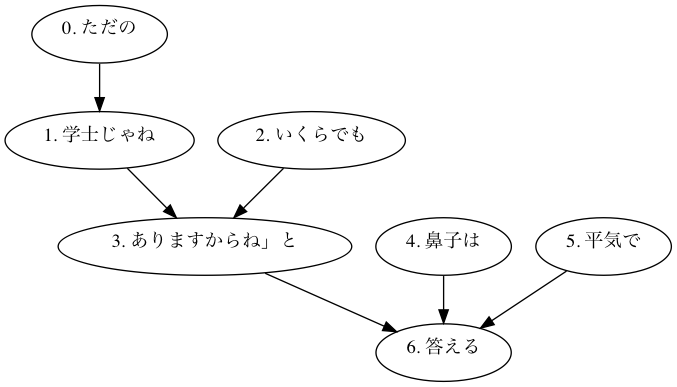 0. ただの
1. 学士じゃね
2. いくらでも
3. ありますからね」と
4. 鼻子は
5. 平気で
6. 答える